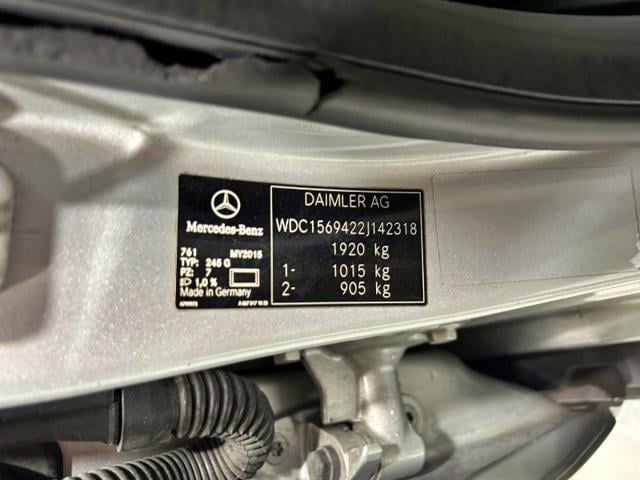 Mercedes-Benz
761 MY2015
TYP: 245 G
PZ: 7
1,0 %
Made in Germany
DAIMLER AG
WDC1569422J142318
1920 kg
1- 1015 kg
2- 905 kg